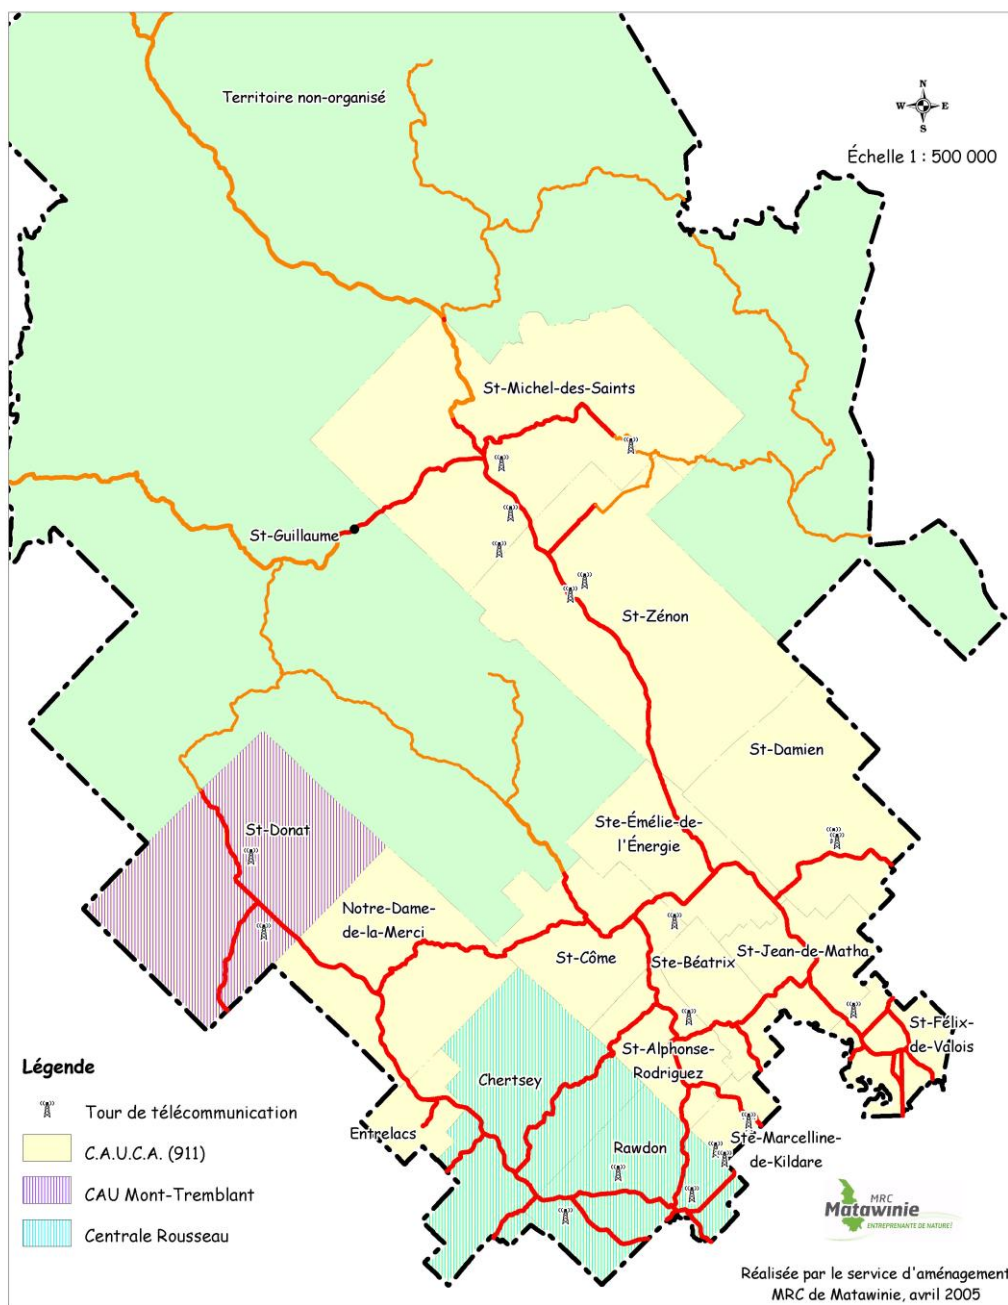 Territoire non-organisé
N
W E
S
Échelle 1 : 500 000
St-Michel-des-Saints
St-Guillaume
St-Zénon
St-Damien
Ste-Émélie-de-
l'Énergie
St-Donat
Notre-Dame-
de-la-Merci
St-Côme
Ste-Béatrix
St-Jean-de-Matha
St-Félix-
de-Valois
St-Alphonse-
Rodriguez
Chertsey
Entrelacs
Rawdon
Ste-Marcelline-
de-Kildare
Légende
Tour de télécommunication
C.A.U.C.A. (911)
CAU Mont-Tremblant
Centrale Rousseau
MRC
Matawinie
ENTREPRENANTE DE NATURE!
Réalisée par le service d'aménagement
MRC de Matawinie, avril 2005